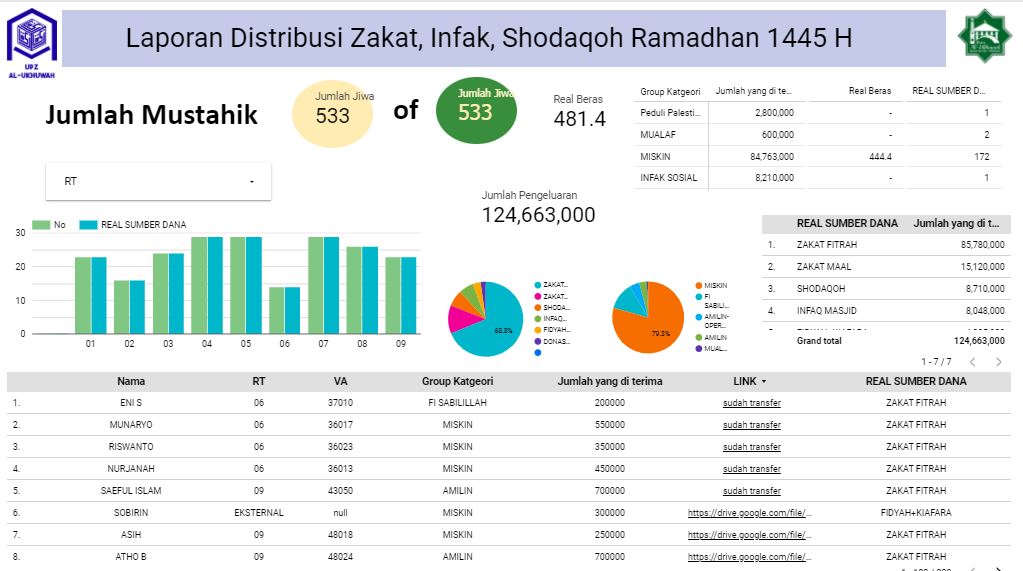 Laporan Distribusi Zakat, Infak, Shodaqoh Ramadhan 1445 H
UPZ
AL-UKHUWAH
Jumlah Mustahik
Jumlah Jiwa
533
of
Jumlah Jiwa
533
Real Beras
481.4
Group Katgeori Jumlah yang di te... Real Beras REAL SUMBER D...
Peduli Palesti... 2,800,000 - 1
MUALAF 600,000 - 2
MISKIN 84,763,000 444.4 172
INFAK SOSIAL 8,210,000 - 1
RT
Jumlah Pengeluaran
124,663,000
No REAL SUMBER DANA
30
20
10
0
01 02 03 04 05 06 07 08 09
ZAKAT...
ZAKAT...
SHODA...
INFAQ...
FIDYAH...
DONAS...
68.8%
MISKIN
FI
SABILI...
AMILIN-
OPER...
AMILIN
MUAL...
79.3%
REAL SUMBER DANA Jumlah yang di t...
1. ZAKAT FITRAH 85,780,000
2. ZAKAT MAAL 15,120,000
3. SHODAQOH 8,710,000
4. INFAQ MASJID 8,048,000
Grand total 124,663,000
1 - 7 / 7
Nama RT VA Group Katgeori Jumlah yang di terima LINK REAL SUMBER DANA
1. ENI S 06 37010 FI SABILILLAH 200000 sudah transfer ZAKAT FITRAH
2. MUNARYO 06 36017 MISKIN 550000 sudah transfer ZAKAT FITRAH
3. RISWANTO 06 36023 MISKIN 350000 sudah transfer ZAKAT FITRAH
4. NURJANAH 06 36013 MISKIN 450000 sudah transfer ZAKAT FITRAH
5. SAEFUL ISLAM 09 43050 AMILIN 700000 sudah transfer ZAKAT FITRAH
6. SOBIRIN EKSTERNAL null MISKIN 300000 https://drive.google.com/file/... FIDYAH+KIAFARA
7. ASIH 09 48018 MISKIN 250000 https://drive.google.com/file/... ZAKAT FITRAH
8. ATHO B 09 48024 AMILIN 700000 https://drive.google.com/file/... ZAKAT FITRAH